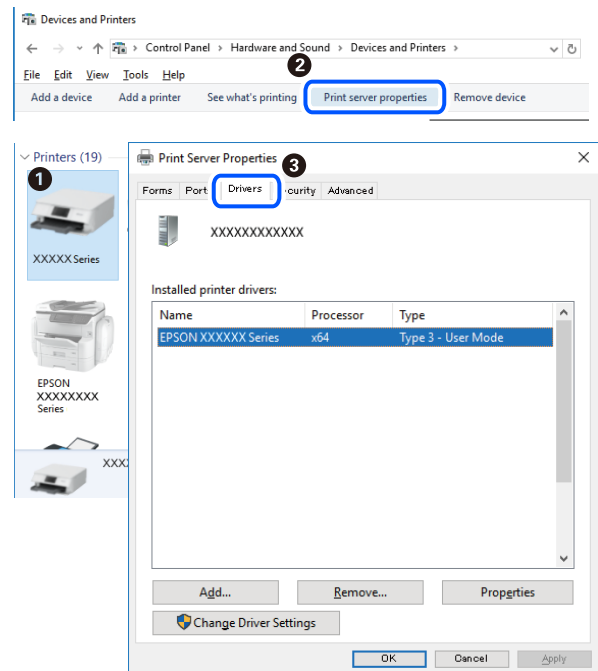 Devices and Printers
Control Panel > Hardware and Sound > Devices and Printers >
2
File Edit View Tools Help
Add a device Add a printer See what's printing Print server properties Remove device
Printers (19)
1
XXXXX Series
EPSON
XXXXXXXX
Series
XXX
Print Server Properties
3
Forms Port Drivers curity Advanced
XXXXXXXXXXXX
Installed printer drivers:
Name Processor Type
EPSON XXXXXX Series x64 Type 3 - User Mode
Add... Remove... Properties
Change Driver Settings
OK Cancel Apply